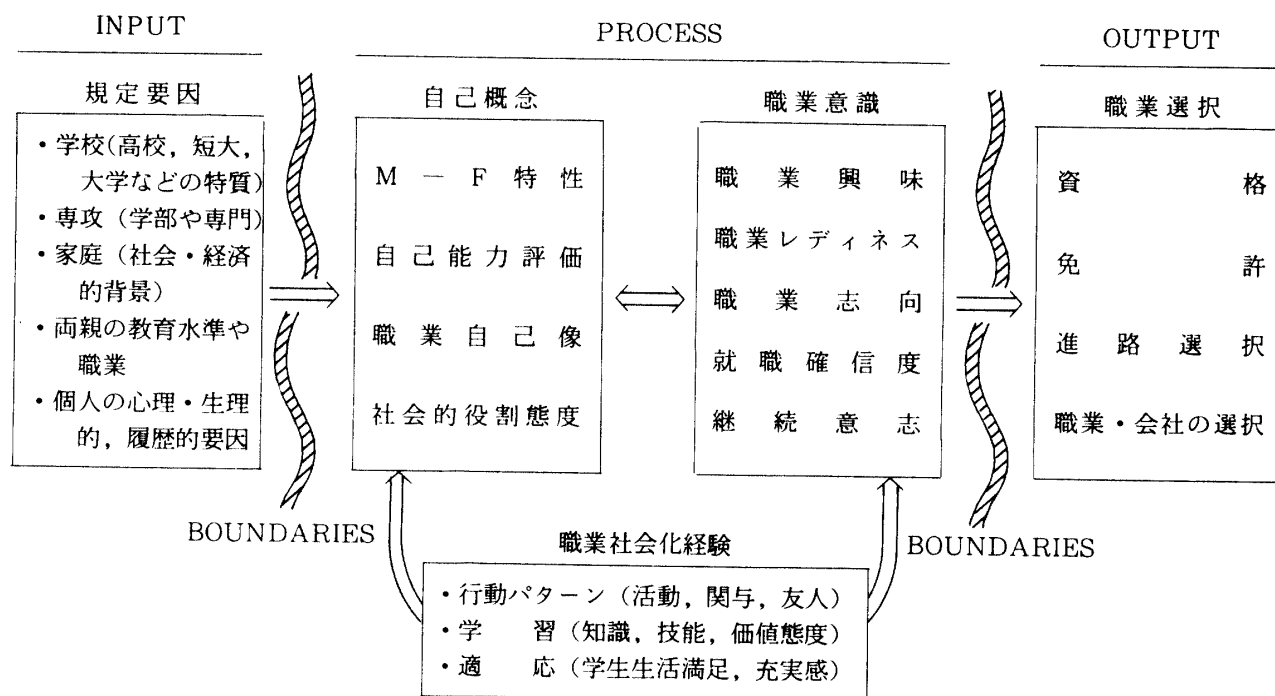 INPUT
PROCESS
OUTPUT
規定要因
・学校(高校,短大,
大学などの特質)
・専攻(学部や専門)
・家庭(社会・経済
的背景)
・両親の教育水準や
職業
・個人の心理・生理
的,履歴的要因
自己概念
M-F特性
自己能力評価
職業自己像
社会的役割態度
職業意識
職業興味
職業レディネス
職業志向
就職確信度
継続意志
職業選択
資格
免許
進路選択
職業・会社の選択
BOUNDARIES
BOUNDARIES
職業社会化経験
・行動パターン(活動,関与,友人)
・学習(知識,技能,価値態度)
・適応(学生生活満足,充実感)